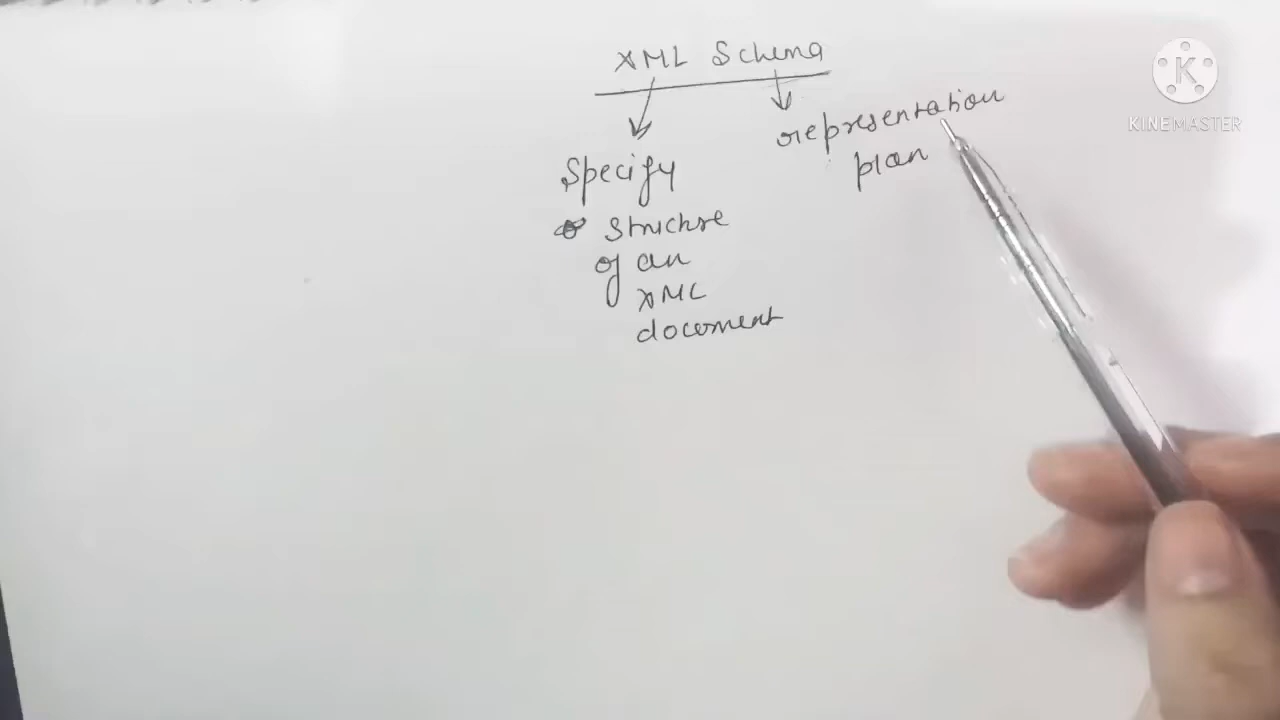 XML Schema
representation
plan
Specify
Structure
of an
XML
document
K
KINEMASTER